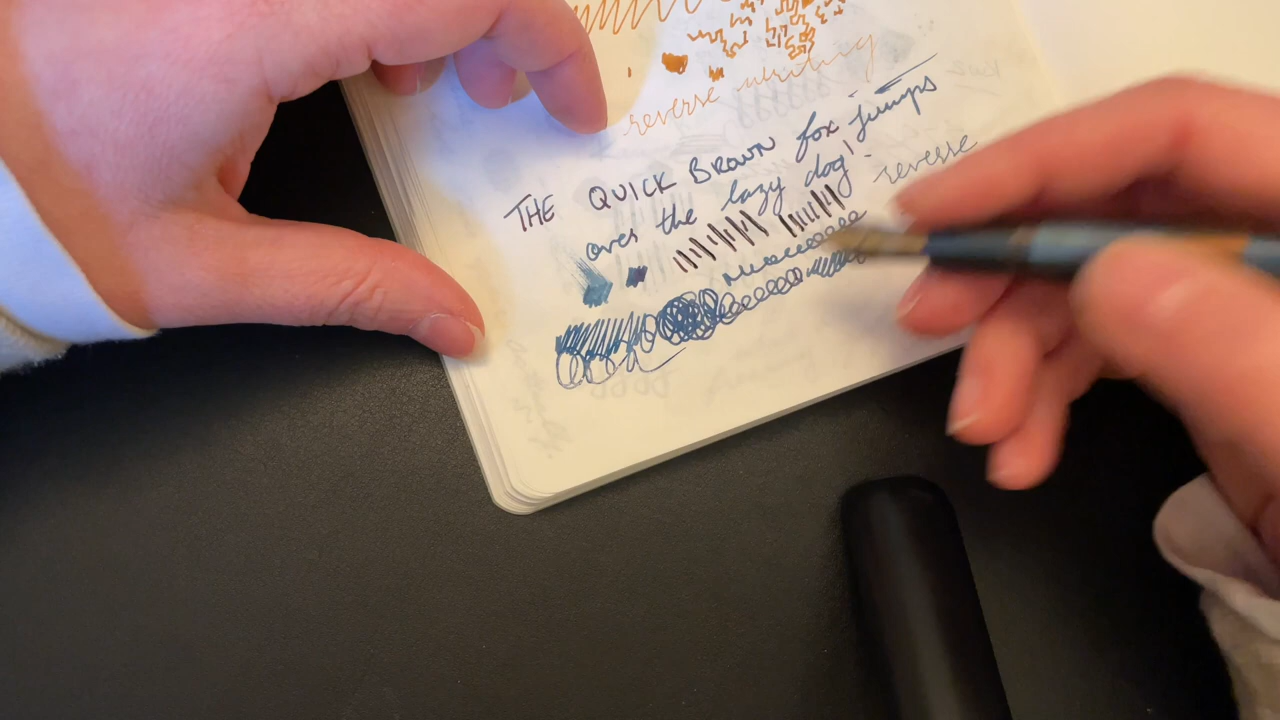 reverse writing
THE QUICK BROWN fox jumps
over the lazy dog!
reverse